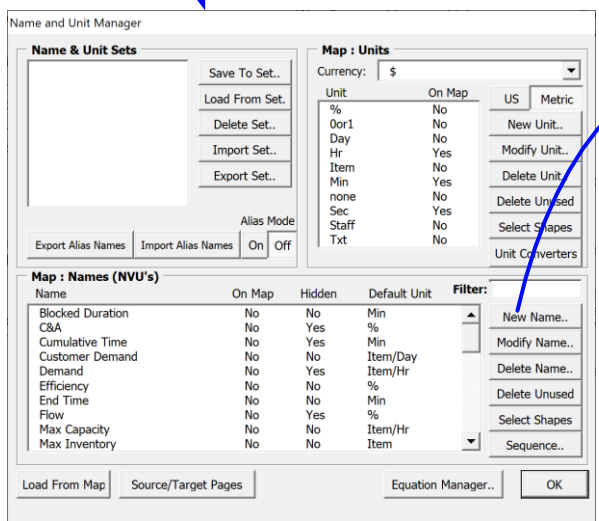 Name and Unit Manager
Name & Unit Sets
Save To Set..
Load From Set.
Delete Set..
Import Set..
Export Set..
Alias Mode
Export Alias Names Import Alias Names On Off
Map : Units
Currency: $
Unit On Map
% No
0or1 No
Day No
Hr Yes
Item No
Min Yes
none No
Sec Yes
Staff No
Txt No
US Metric
New Unit..
Modify Unit..
Delete Unit..
Delete Unused
Select Shapes
Unit Converters
Map : Names (NVU's)
Name On Map Hidden Default Unit Filter:
Blocked Duration No No Min
C&A No Yes %
Cumulative Time No Yes Min
Customer Demand No No Item/Day
Demand No Yes Item/Hr
Efficiency No No %
End Time No No Min
Flow No Yes %
Max Capacity No No Item/Hr
Max Inventory No No Item
New Name..
Modify Name..
Delete Name..
Delete Unused
Select Shapes
Sequence..
Load From Map Source/Target Pages Equation Manager.. OK